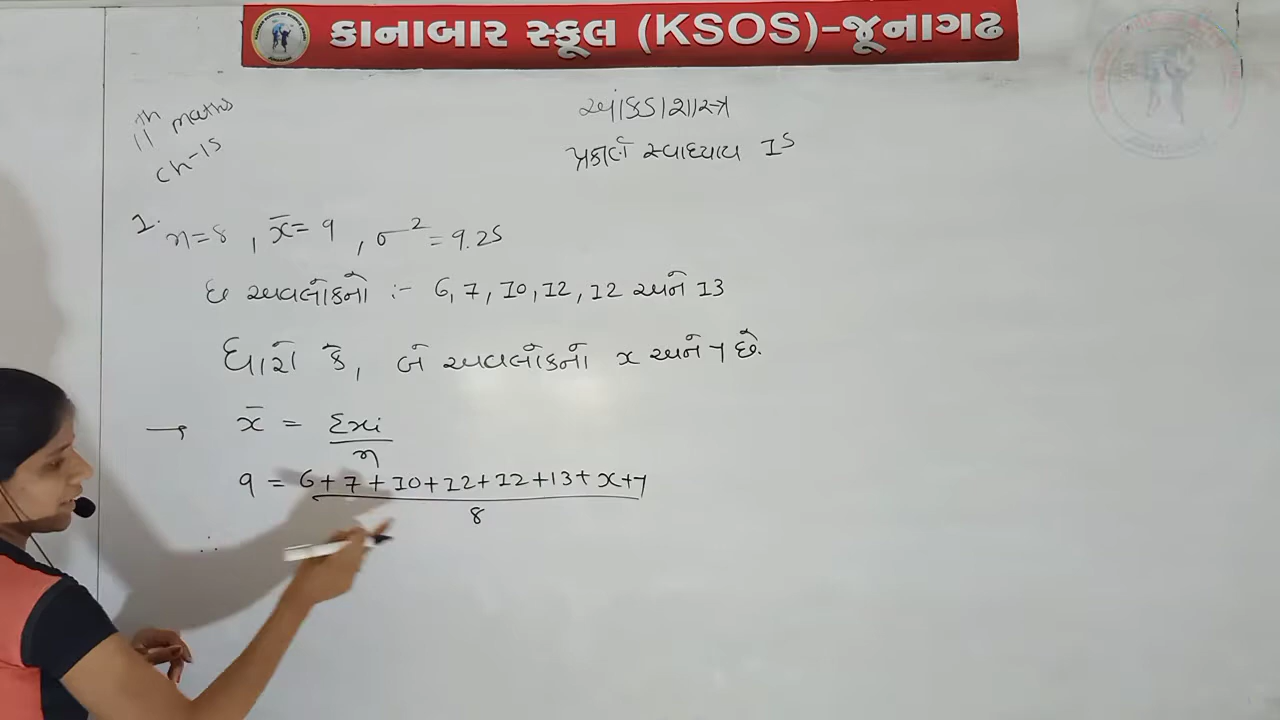 કાનાબાર સ્કૂલ (KSOS)-જૂનાગઢ
11th maths
ch-15
આંકડાશાસ્ત્ર
પ્રકીર્ણ સ્વાધ્યાય 15
1. n=8, x̄=9, σ²=9.25
છ અવલોકનો :- 6, 7, 10, 12, 12 અને 13
ધારો કે, બે અવલોકનો x અને y છે.
→ x̄ = Σxi / n
9 = 6+7+10+12+12+13+x+y / 8
∴